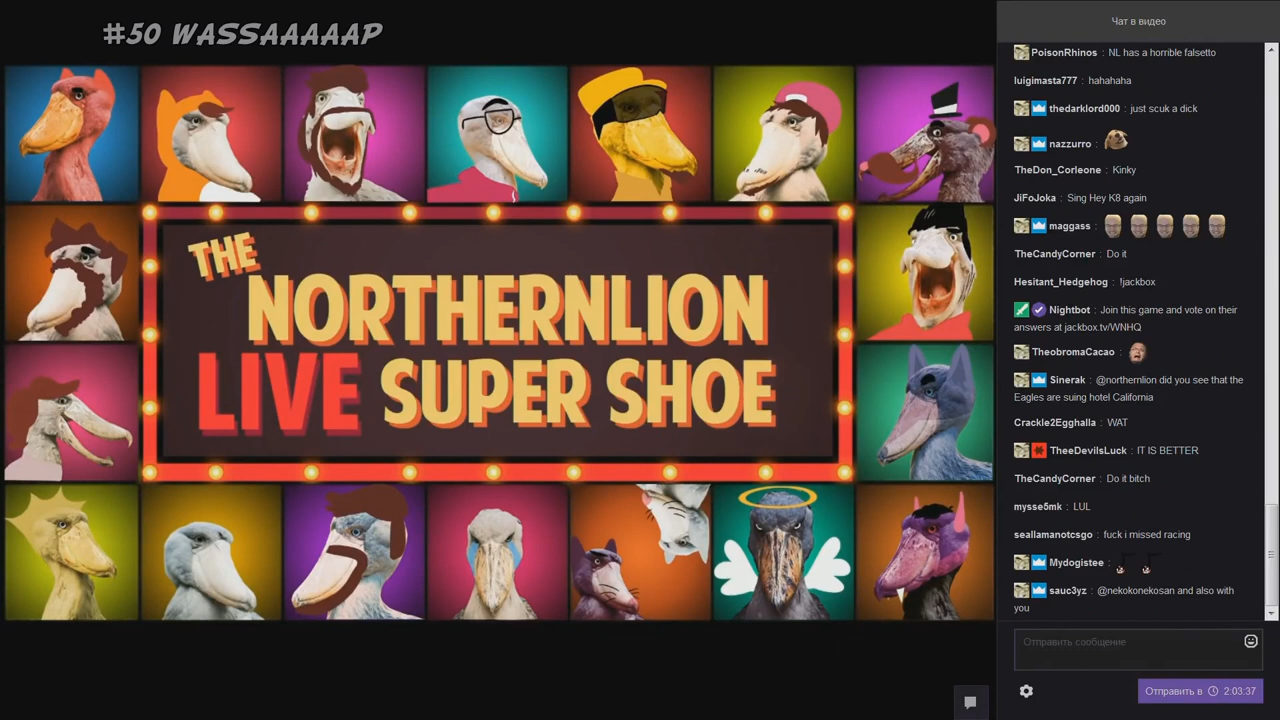 #50 WASSAAAAAP
THE
NORTHERNLION
LIVE SUPER SHOE
Чат в видео
PoisonRhinos : NL has a horrible falsetto
luigimasta777 : hahahaha
thedarklord000 : just scuk a dick
nazzurro :
TheDon_Corleone : Kinky
JiFoJoka : Sing Hey K8 again
maggass :
TheCandyCorner : Do it
Hesitant_Hedgehog : !jackbox
Nightbot : Join this game and vote on their
answers at jackbox.tv/WNHQ
TheobromaCacao :
Sinerak : @northernlion did you see that the
Eagles are suing hotel California
Crackle2Egghalla : WAT
TheeDevilsLuck : IT IS BETTER
TheCandyCorner : Do it bitch
mysse5mk : LUL
seallamanotcsgo : fuck i missed racing
Mydogistee :
sauc3yz : @nekokonekosan and also with
you
Отправить сообщение
Отправить в 2:03:37